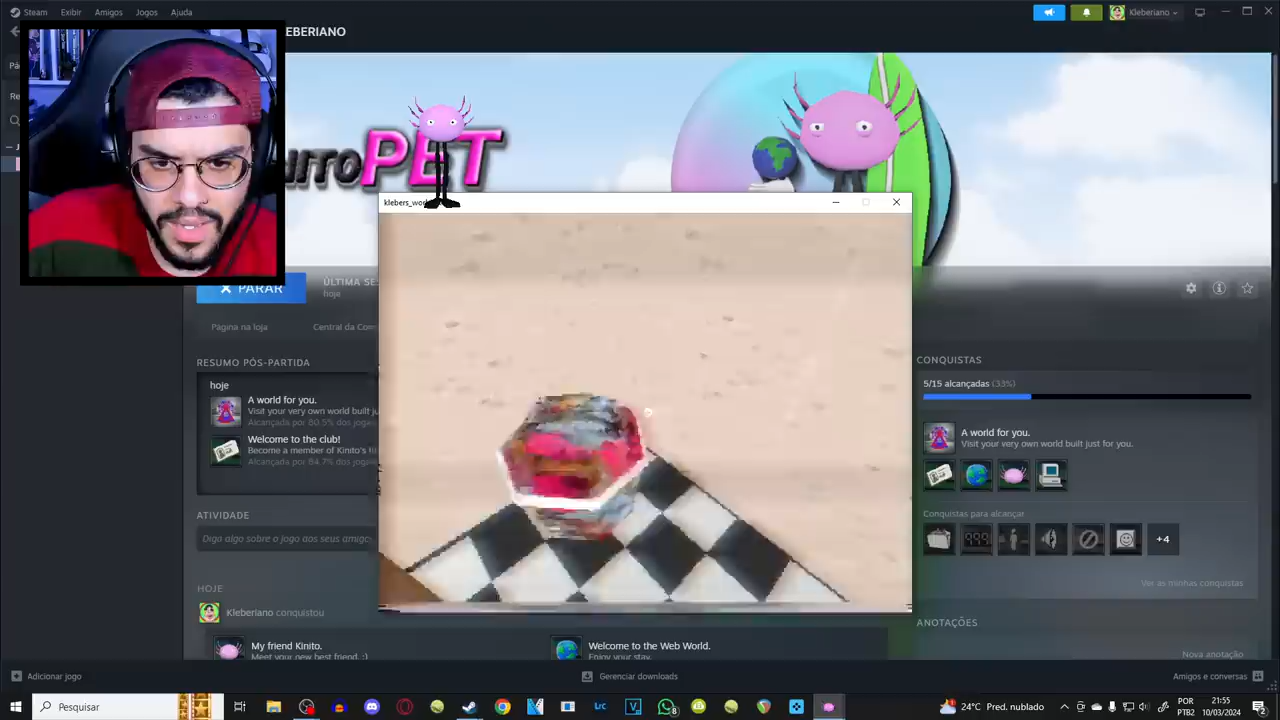 Steam Exibir Amigos Jogos Ajuda
Kleberiano
KLEBERIANO
PET
klebers_wor
PARAR
ÚLTIMA SE
hoje
Página na loja Central da Com
RESUMO PÓS-PARTIDA
hoje
A world for you.
Visit your very own world built ju
Alcançada por 80.5% dos jogad
Welcome to the club!
Become a member of Kinito's
Alcançada por 84.7% dos jogad
ATIVIDADE
Diga algo sobre o jogo aos seus amigo
HOJE
Kleberiano conquistou
My friend Kinito.
Meet your new best friend. :)
Welcome to the Web World.
Enjoy your stay.
CONQUISTAS
5/15 alcançadas (33%)
A world for you.
Visit your very own world built just for you.
Conquistas para alcançar
999
+4
Ver as minhas conquistas
ANOTAÇÕES
Nova anotação
Adicionar jogo
Gerenciar downloads
Amigos e conversas
Pesquisar
24°C Pred. nublado
POR
PTB2
21:55
10/03/2024